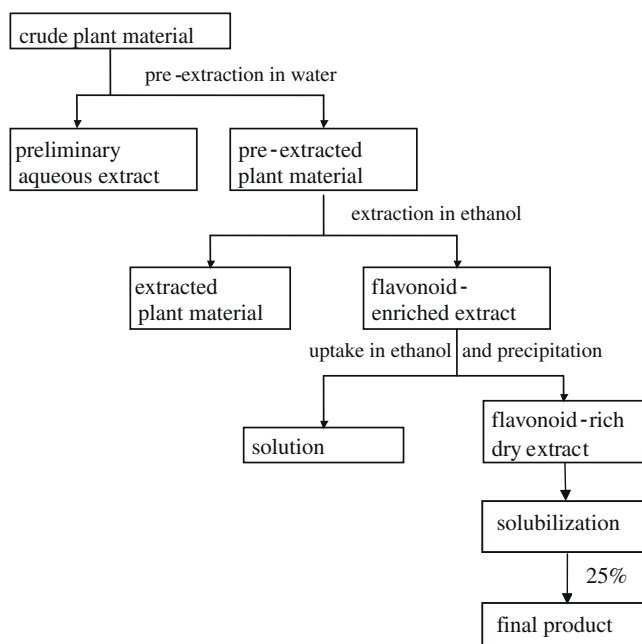 crude plant material
pre-extraction in water
preliminary
aqueous extract
pre-extracted
plant material
extraction in ethanol
extracted
plant material
flavonoid-
enriched extract
uptake in ethanol and precipitation
solution
flavonoid-rich
dry extract
solubilization
25%
final product